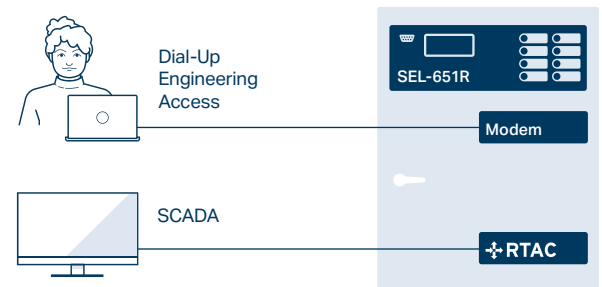 Dial-Up
Engineering
Access
SEL-651R
Modem
SCADA
RTAC